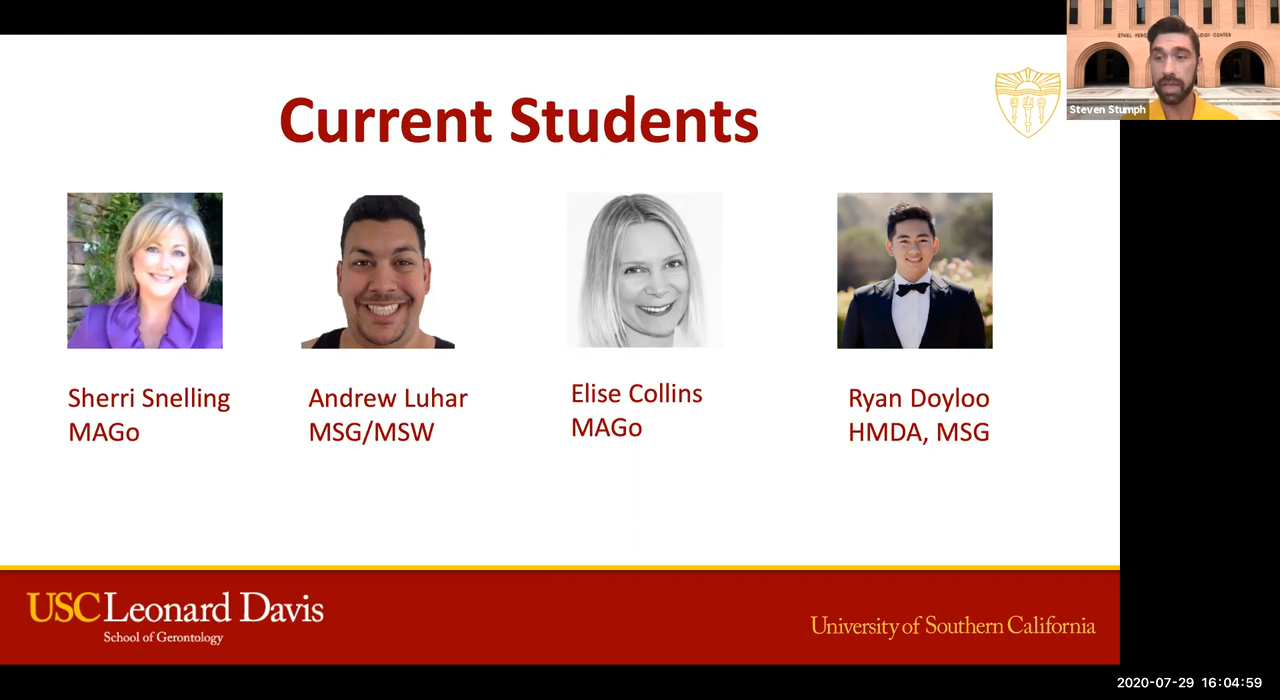 Current Students
Steven Stumph
Sherri Snelling
MAGo
Andrew Luhar
MSG/MSW
Elise Collins
MAGo
Ryan Doyloo
HMDA, MSG
USC Leonard Davis
School of Gerontology
University of Southern California
2020-07-29 16:04:59